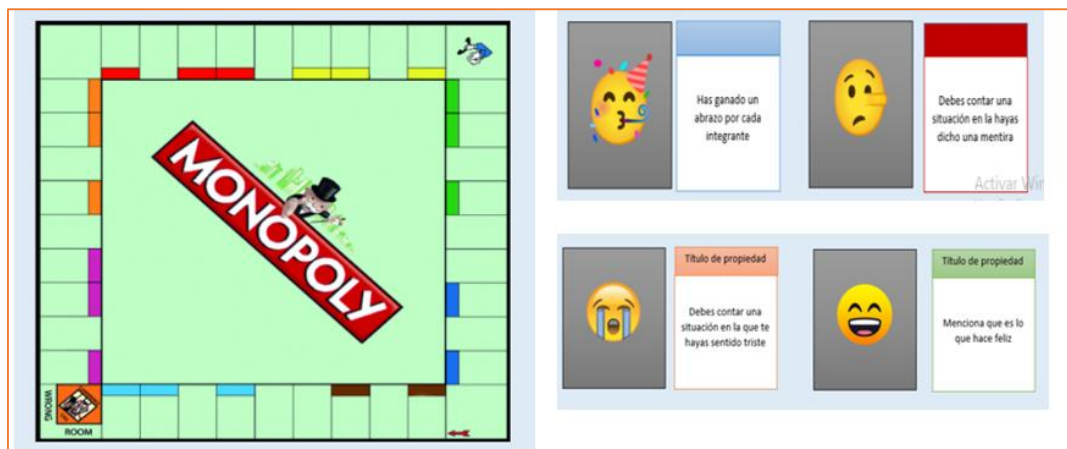 MONOPOLY
WRONG
ROOM
Has ganado un
abrazo por cada
integrante
Debes contar una
situación en la hayas
dicho una mentira
Activar Win
Título de propiedad
Debes contar una
situación en la que te
hayas sentido triste
Título de propiedad
Menciona que es lo
que hace feliz